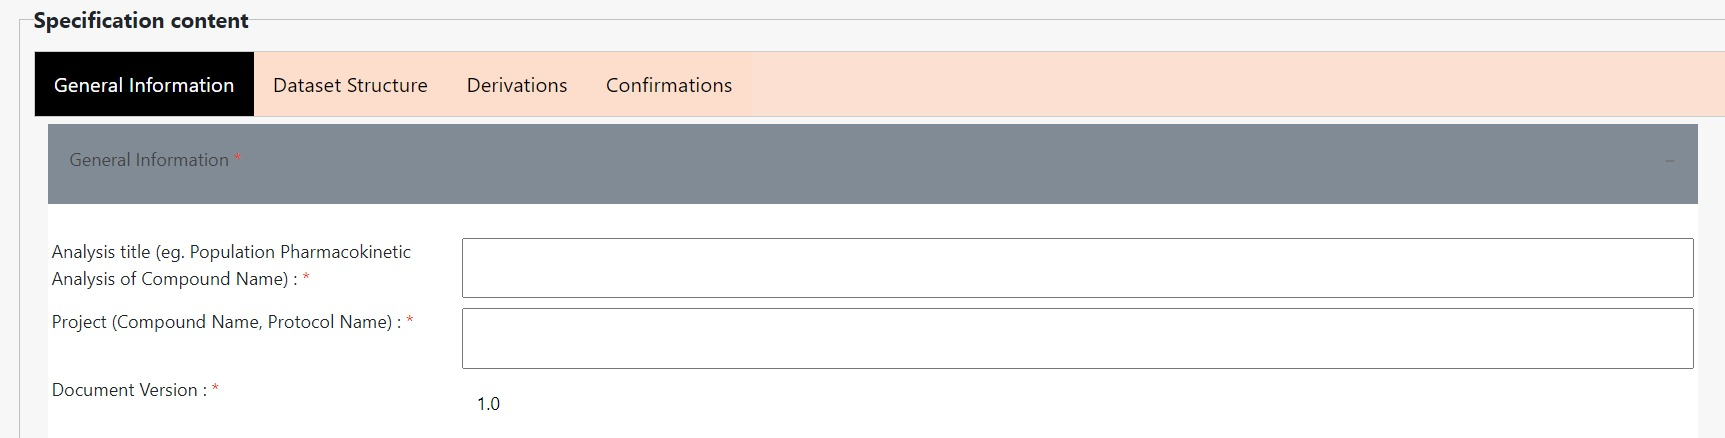 Specification content
General Information Dataset Structure Derivations Confirmations
General Information * −
Analysis title (eg. Population Pharmacokinetic
Analysis of Compound Name) : *
Project (Compound Name, Protocol Name) : *
Document Version : *
1.0